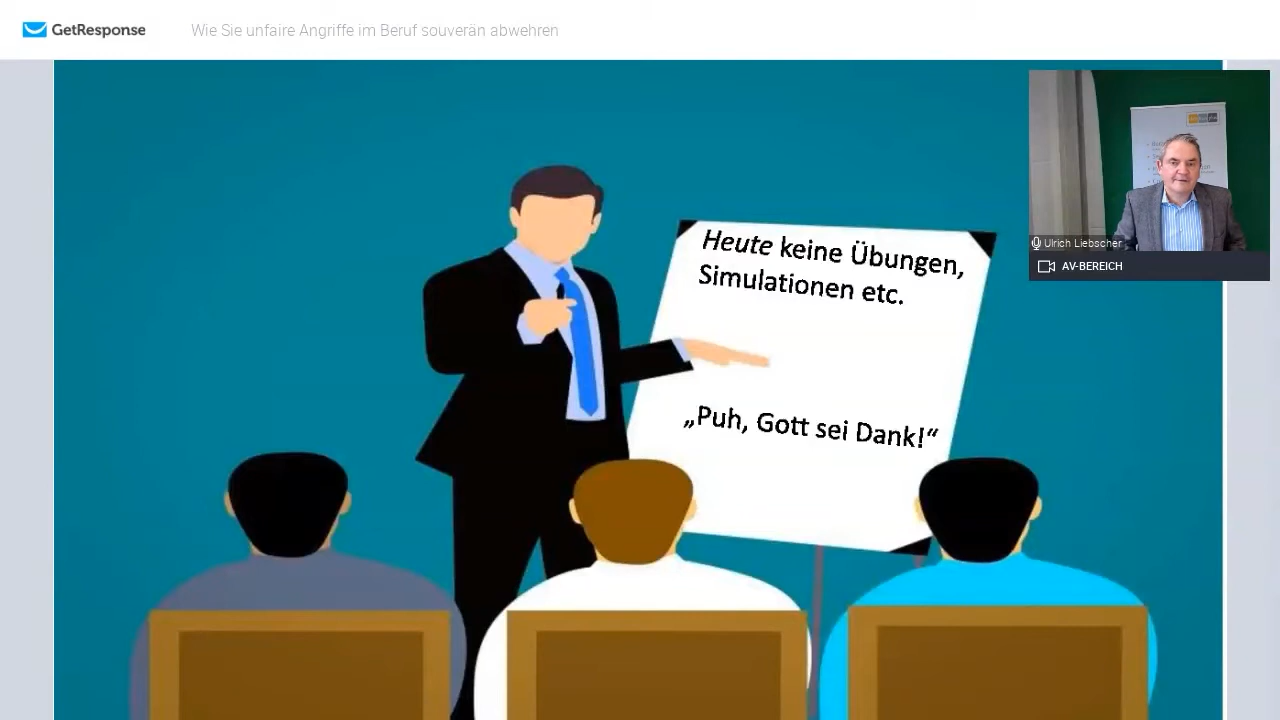 GetResponse
Wie Sie unfaire Angriffe im Beruf souverän abwehren
Heute keine Übungen,
Simulationen etc.
„Puh, Gott sei Dank!“
Ulrich Liebscher
AV-BEREICH